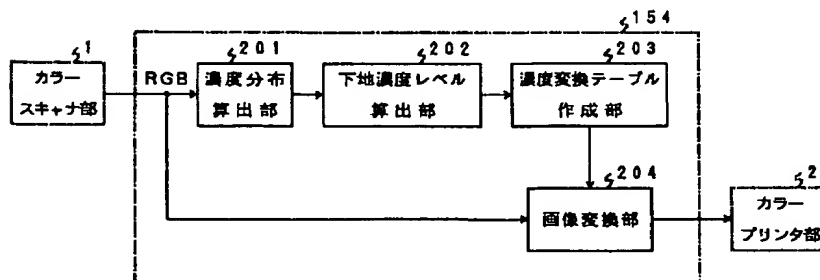 154
1
カラー
スキャナ部
RGB
201
濃度分布
算出部
202
下地濃度レベル
算出部
203
濃度変換テーブル
作成部
204
画像変換部
2
カラー
プリンタ部